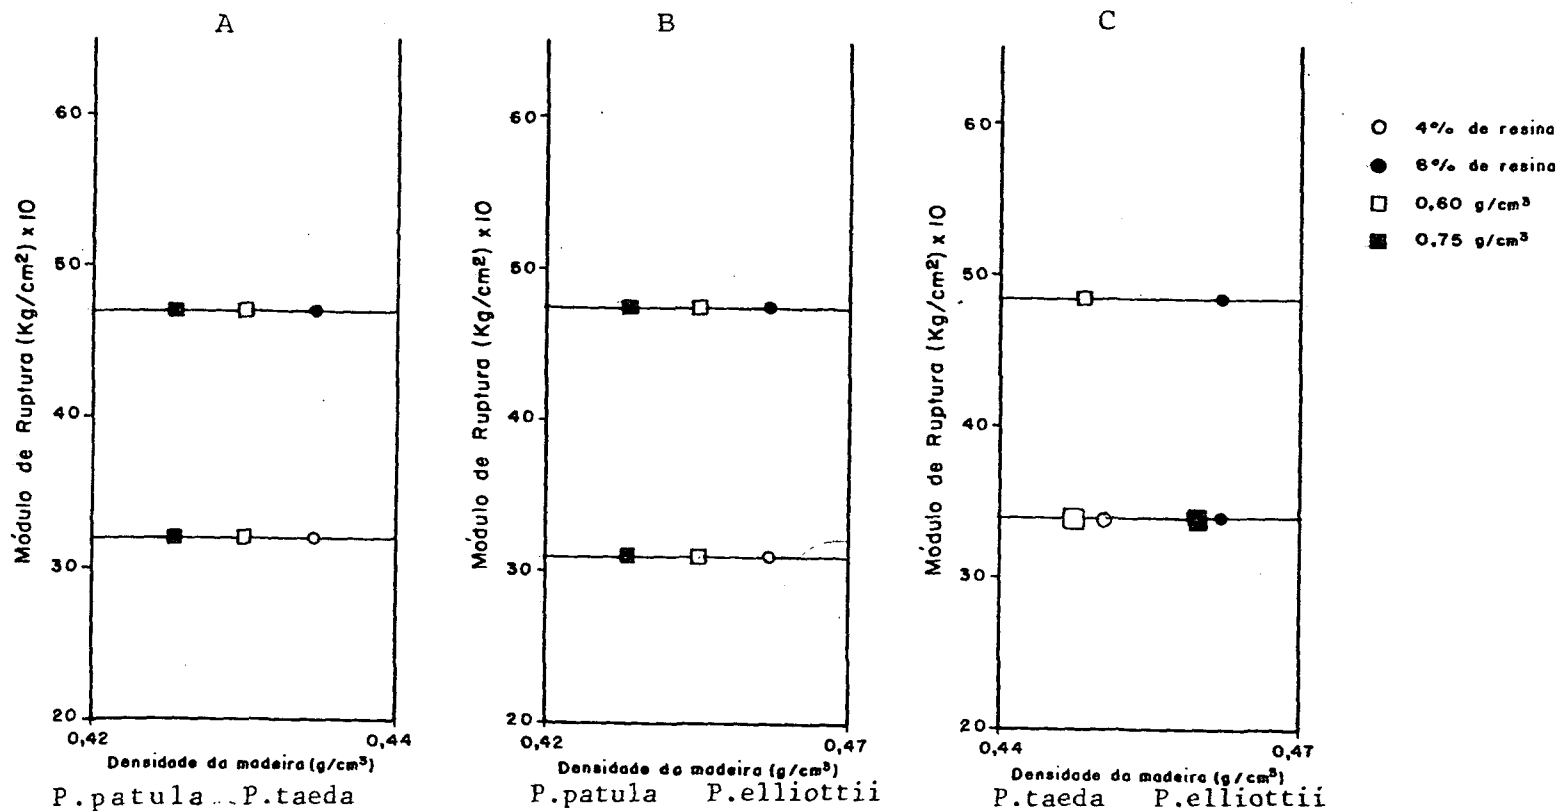 A
60
50
40
30
20
Módulo de Ruptura (Kg/cm²) x 10
0,42
0,44
Densidade da madeira (g/cm³)
P.patula P.taeda
B
60
50
40
30
20
Módulo de Ruptura (Kg/cm²) x 10
0,42
0,47
Densidade da madeira (g/cm³)
P.patula P.elliottii
C
60
50
40
30
20
Módulo de Ruptura (Kg/cm²) x 10
0,44
0,47
Densidade da madeira (g/cm³)
P.taeda P.elliottii
4% de resina
8% de resina
0,60 g/cm³
0,75 g/cm³